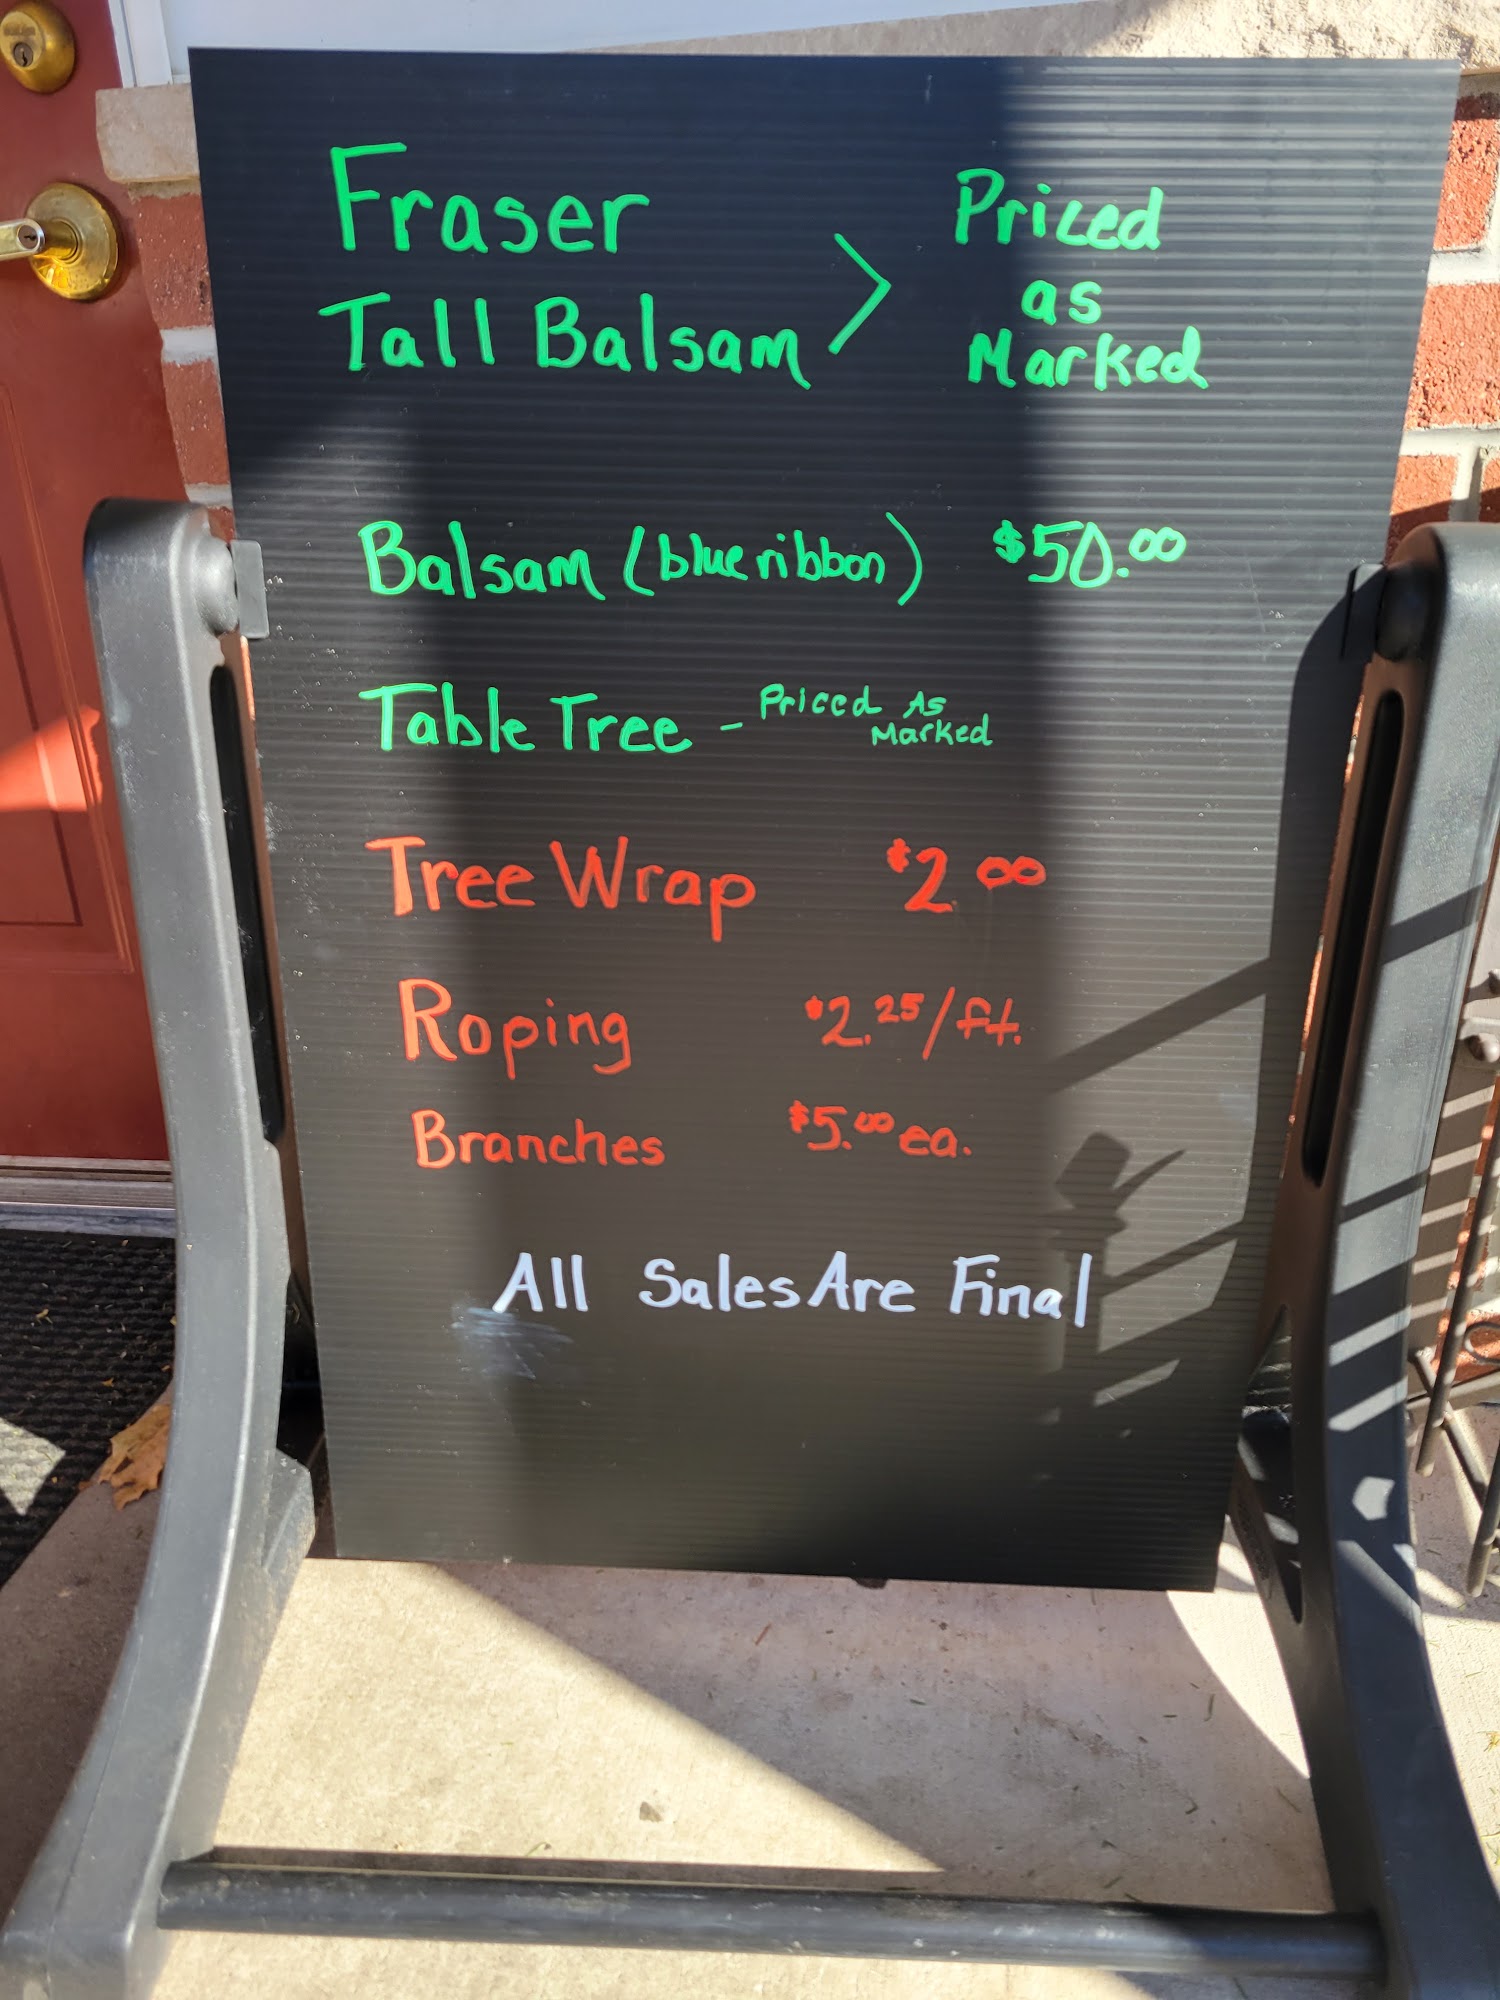 Fraser
Tall Balsam > Priced as Marked
Balsam (blue ribbon) $50.00
Table Tree - Priced As Marked
Tree Wrap $2 00
Roping $2.25/ft.
Branches $5.00 ea.
All Sales Are Final